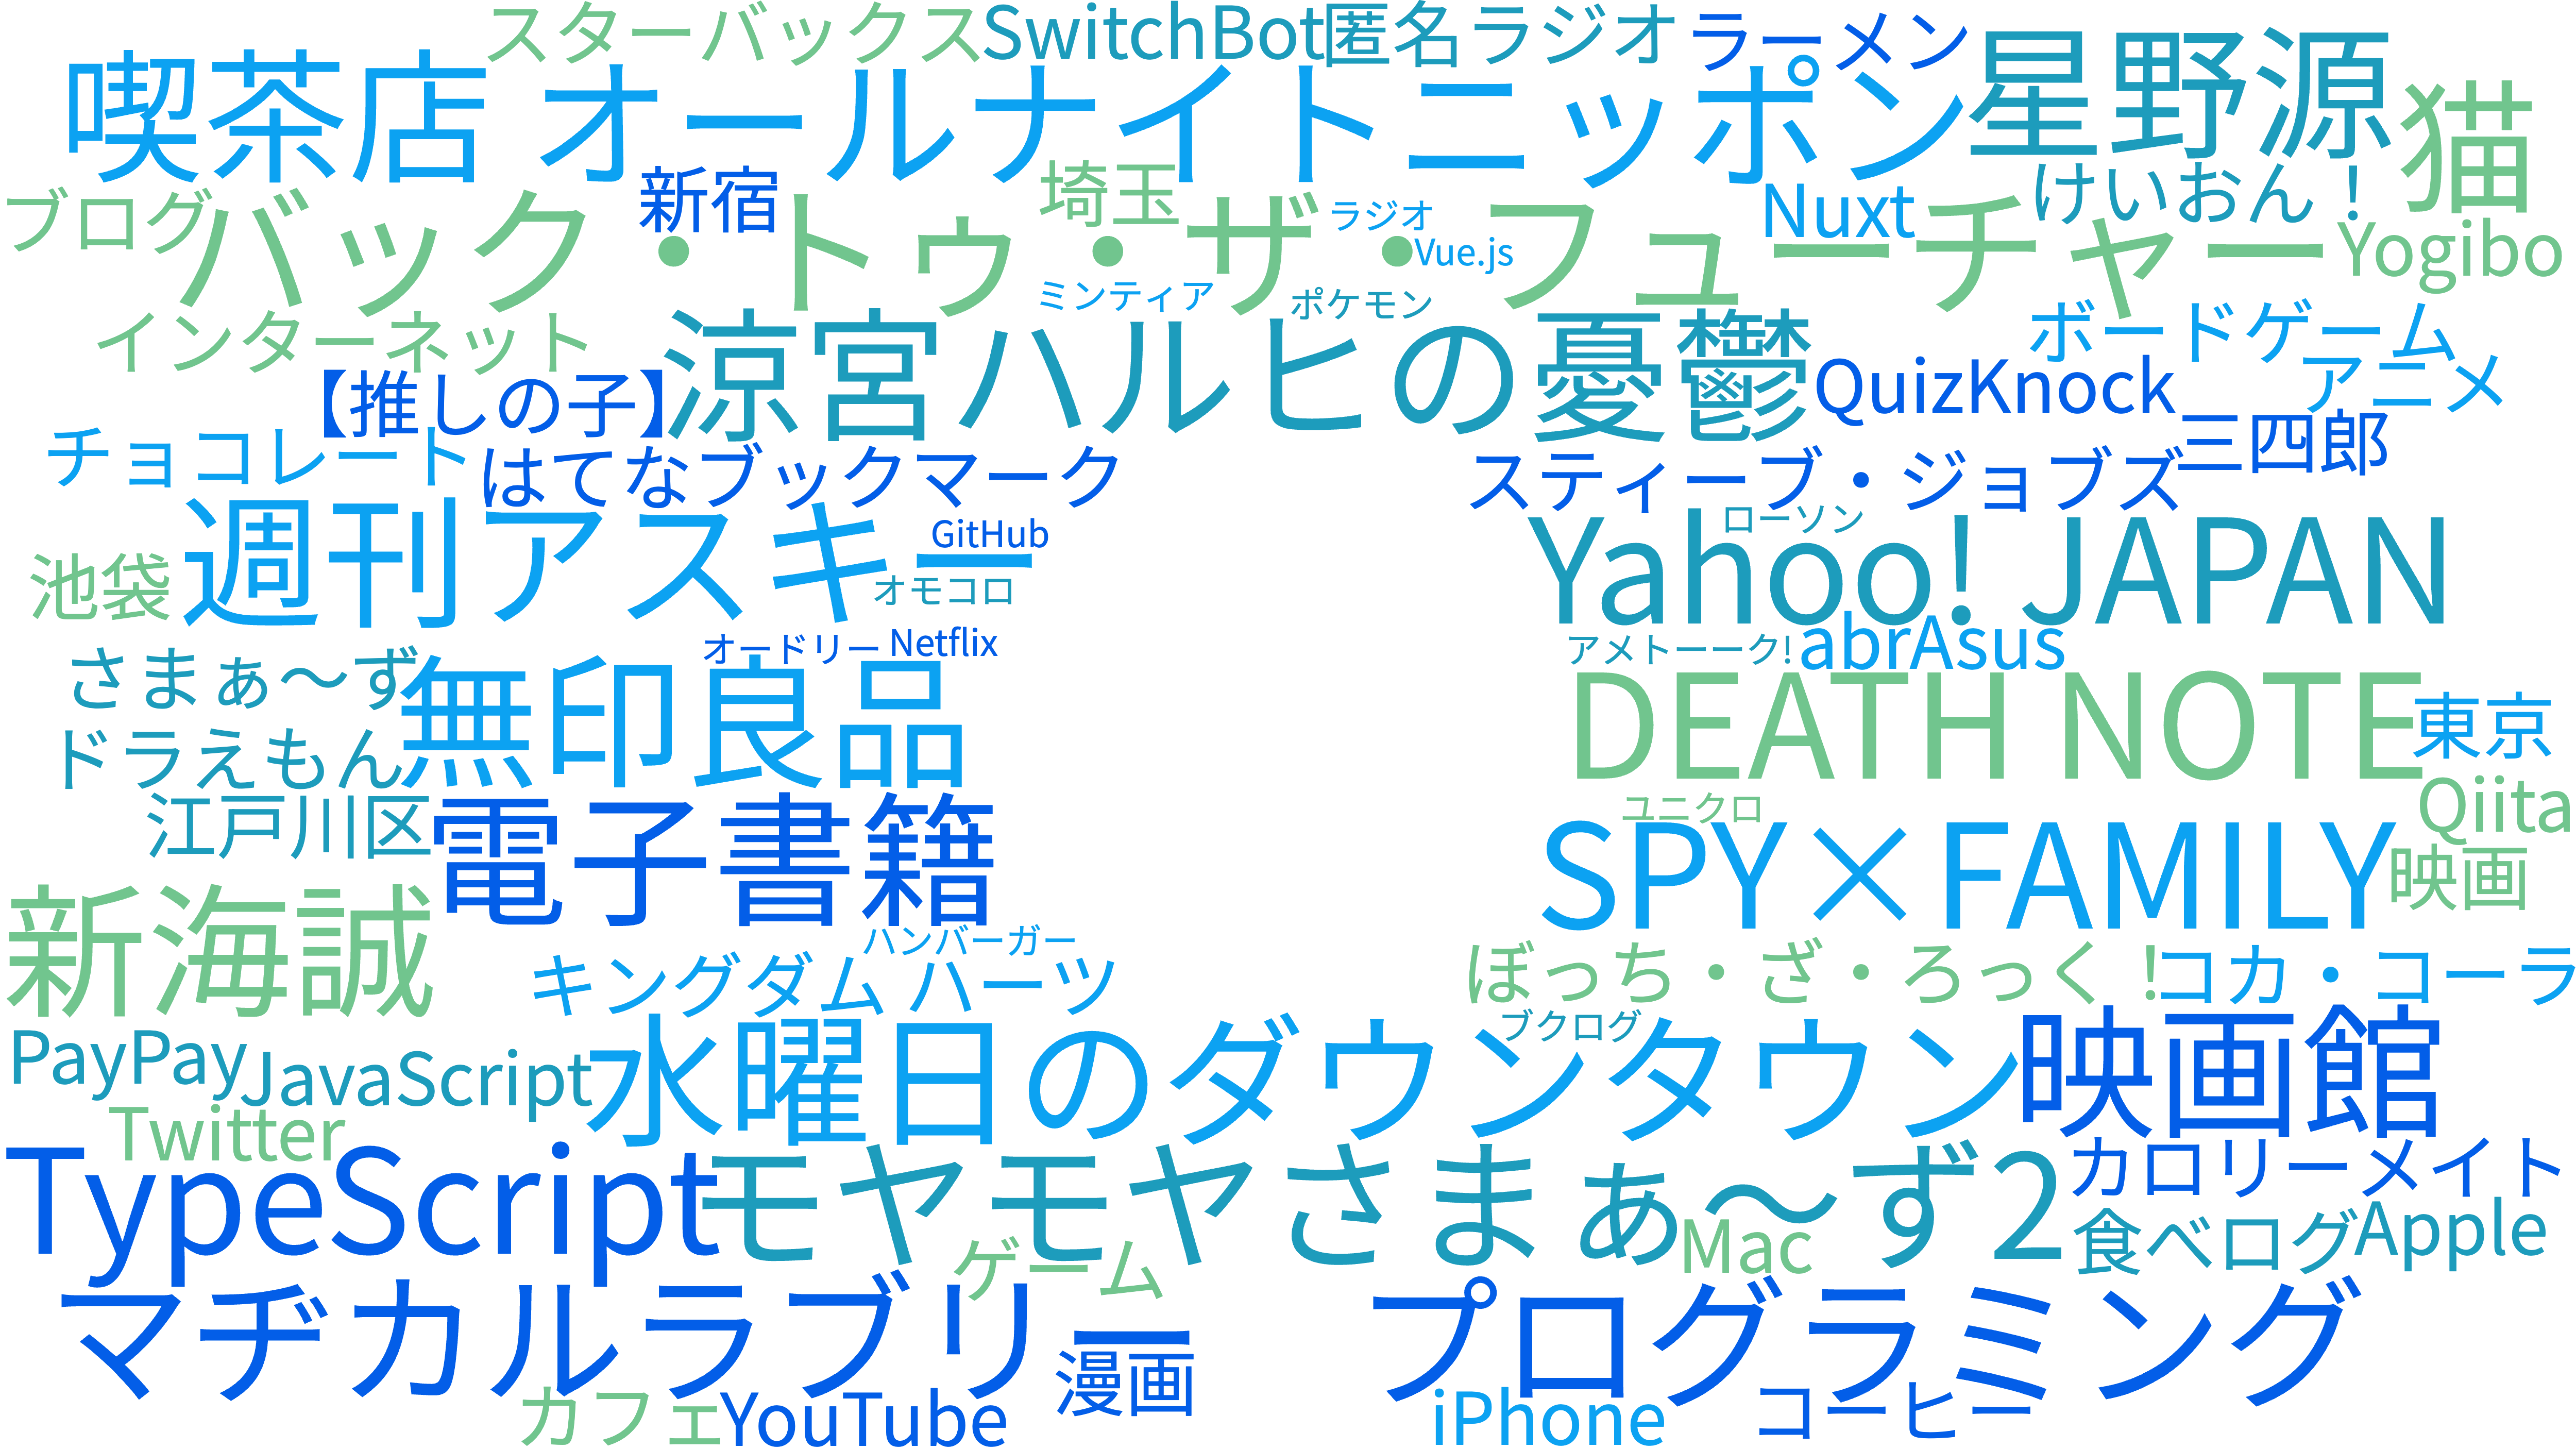 スターバックス
SwitchBot
匿名ラジオ
ラーメン
喫茶店
オールナイトニッポン
星野源
猫
ブログ
新宿
埼玉
ラジオ
Nuxt
けいおん！
バック・トゥ・ザ・フューチャー
Vue.js
Yogibo
ミンティア
ポケモン
インターネット
ボードゲーム
涼宮ハルヒの憂鬱
アニメ
【推しの子】
QuizKnock
チョコレート
三四郎
はてなブックマーク
スティーブ・ジョブズ
週刊アスキー
GitHub
ローソン
Yahoo! JAPAN
池袋
オモコロ
オードリー
Netflix
アメトーーク!
abrAsus
さまぁ〜ず
無印良品
DEATH NOTE
東京
ドラえもん
江戸川区
電子書籍
ユニクロ
Qiita
SPY×FAMILY
映画
新海誠
ハンバーガー
キングダム ハーツ
ぼっち・ざ・ろっく！
コカ・コーラ
ブクログ
PayPay
JavaScript
水曜日のダウンタウン
映画館
Twitter
TypeScript
モヤモヤさまぁ〜ず2
カロリーメイト
Mac
食べログ
Apple
ゲーム
マヂカルラブリー
プログラミング
漫画
カフェ
YouTube
iPhone
コーヒー